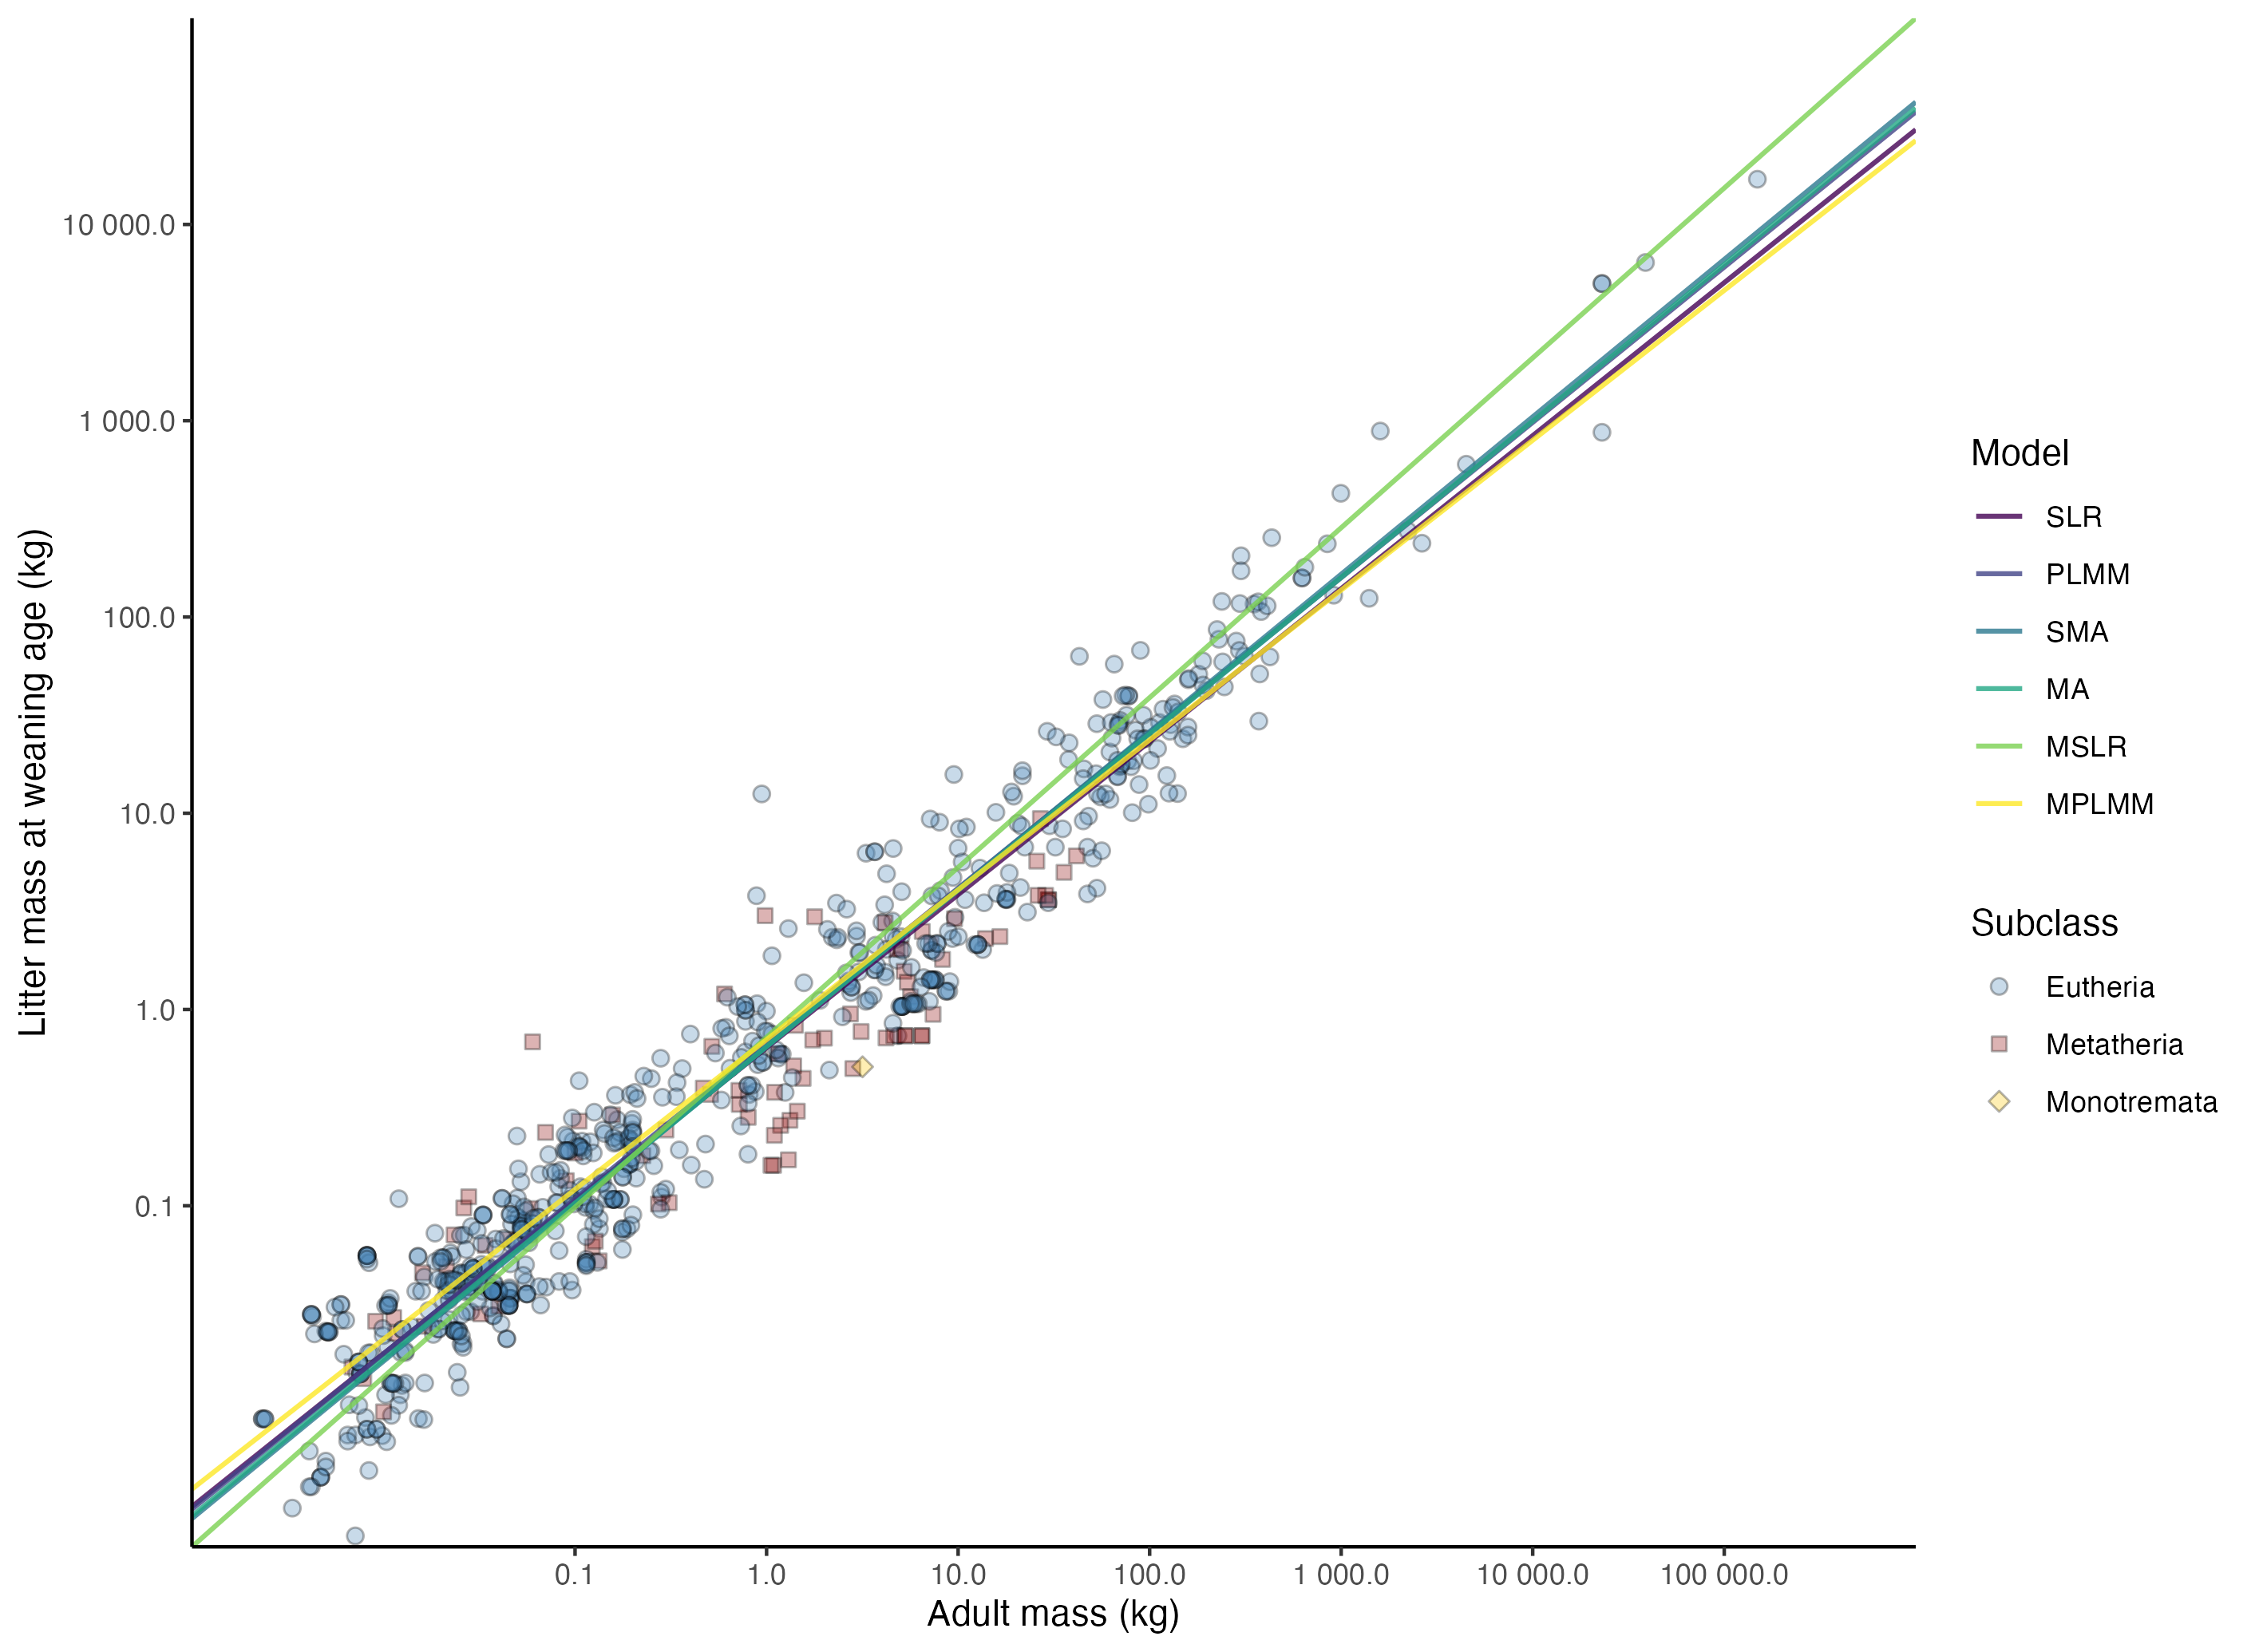 Litter mass at weaning age (kg)
10 000.0
1 000.0
100.0
10.0
1.0
0.1
0.1 1.0 10.0 100.0 1 000.0 10 000.0 100 000.0
Adult mass (kg)
Model
SLR
PLMM
SMA
MA
MSLR
MPLMM
Subclass
Eutheria
Metatheria
Monotremata